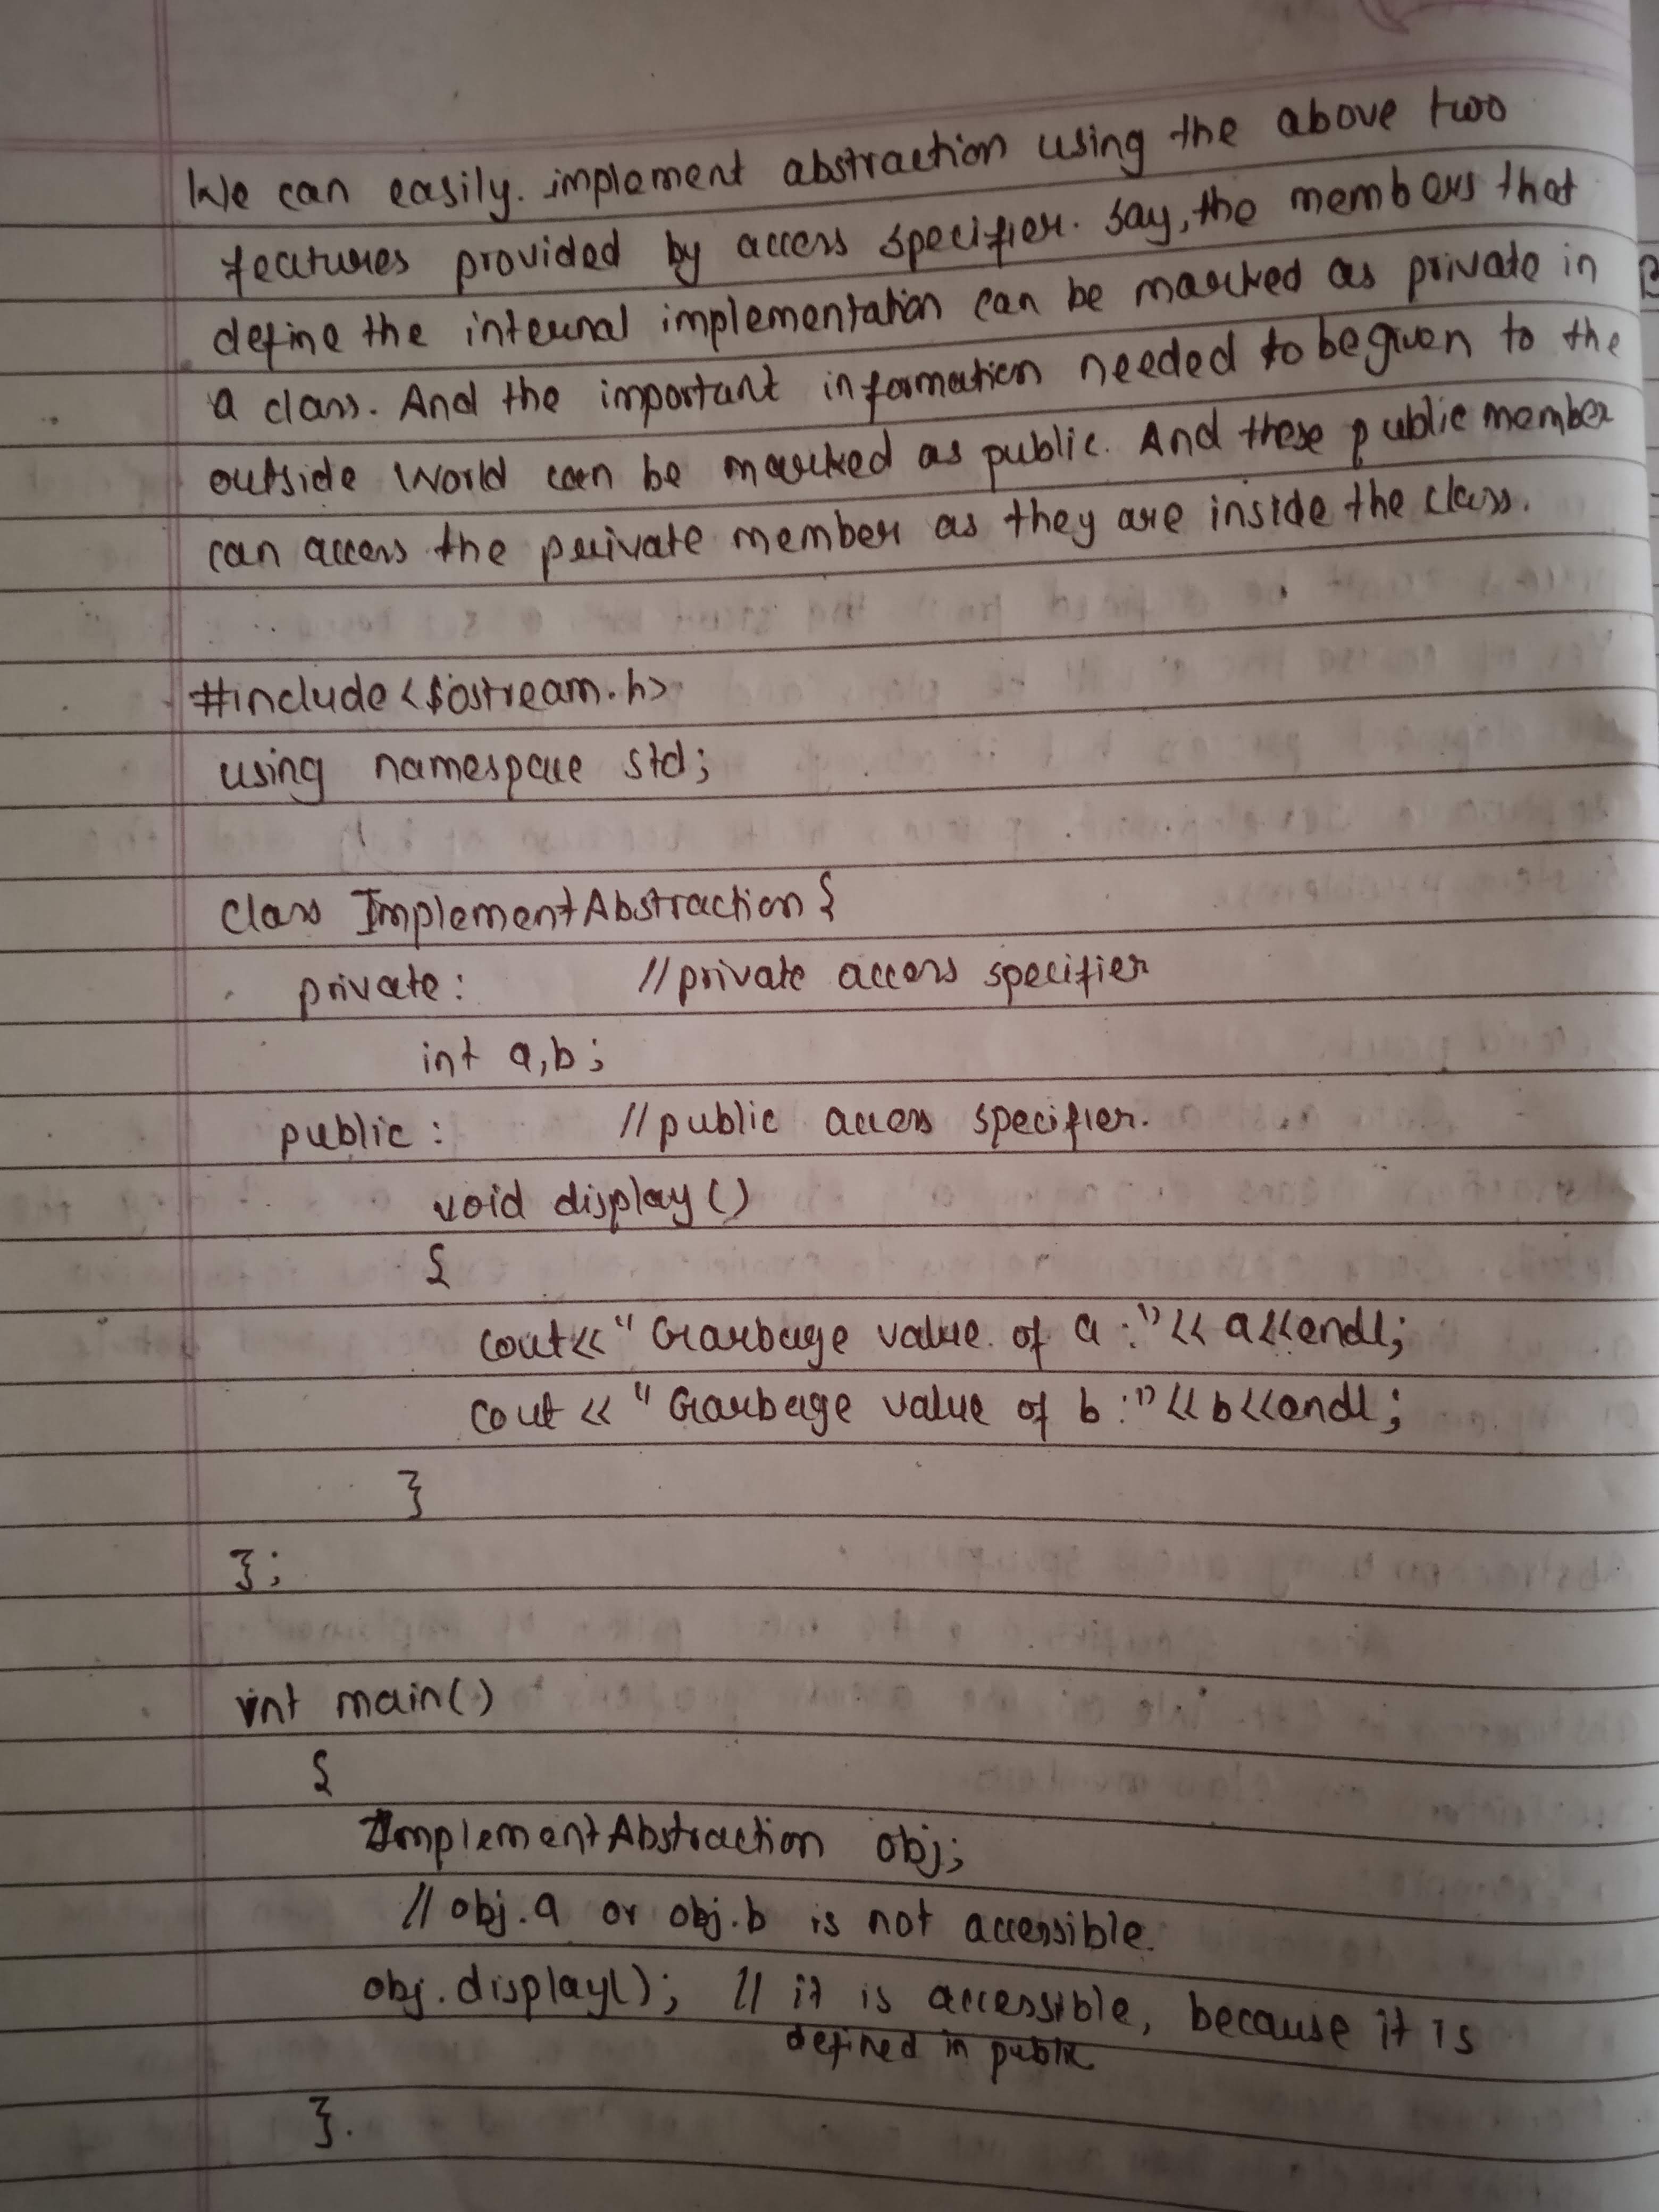 We can easily. implement abstraction using the above two
features provided by access specifier. Say, the members that
define the internal implementation can be marked as private in
a class. And the important information needed to be given to the
outside world can be marked as public. And these public member
can access the private member as they are inside the class.
#include <iostream.h>
using namespace std;
class ImplementAbstraction {
private: //private access specifier
int a,b;
public: //public access specifier.
void display()
{
cout<<"Garbage value of a:"<<a<<endl;
cout<<"Garbage value of b:"<<b<<endl;
}
};
int main()
{
ImplementAbstraction obj;
//obj.a or obj.b is not accessible.
obj.display(); // it is accessible, because it is
defined in public
}.